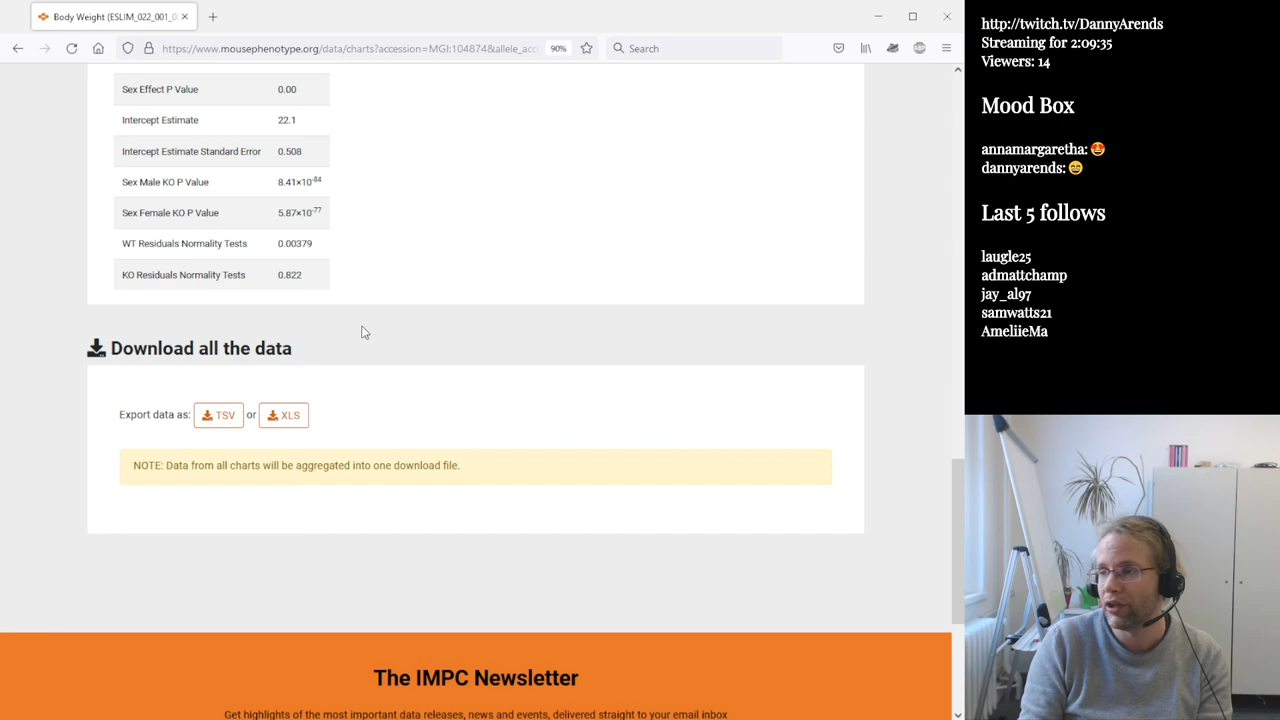 Body Weight (ESLIM_022_001_
https://www.mousephenotype.org/data/charts?accession=MGI:104874&allele_acc
90%
Search
ABP
Sex Effect P Value 0.00
Intercept Estimate 22.1
Intercept Estimate Standard Error 0.508
Sex Male KO P Value 8.41×10⁻⁸⁴
Sex Female KO P Value 5.87×10⁻⁷⁷
WT Residuals Normality Tests 0.00379
KO Residuals Normality Tests 0.822
Download all the data
Export data as: TSV or XLS
NOTE: Data from all charts will be aggregated into one download file.
The IMPC Newsletter
Get highlights of the most important data releases, news and events, delivered straight to your email inbox
http://twitch.tv/DannyArends
Streaming for 2:09:35
Viewers: 14
Mood Box
annamargaretha: 😍
dannyarends: 😄
Last 5 follows
laugle25
admattchamp
jay_al97
samwatts21
AmeliieMa